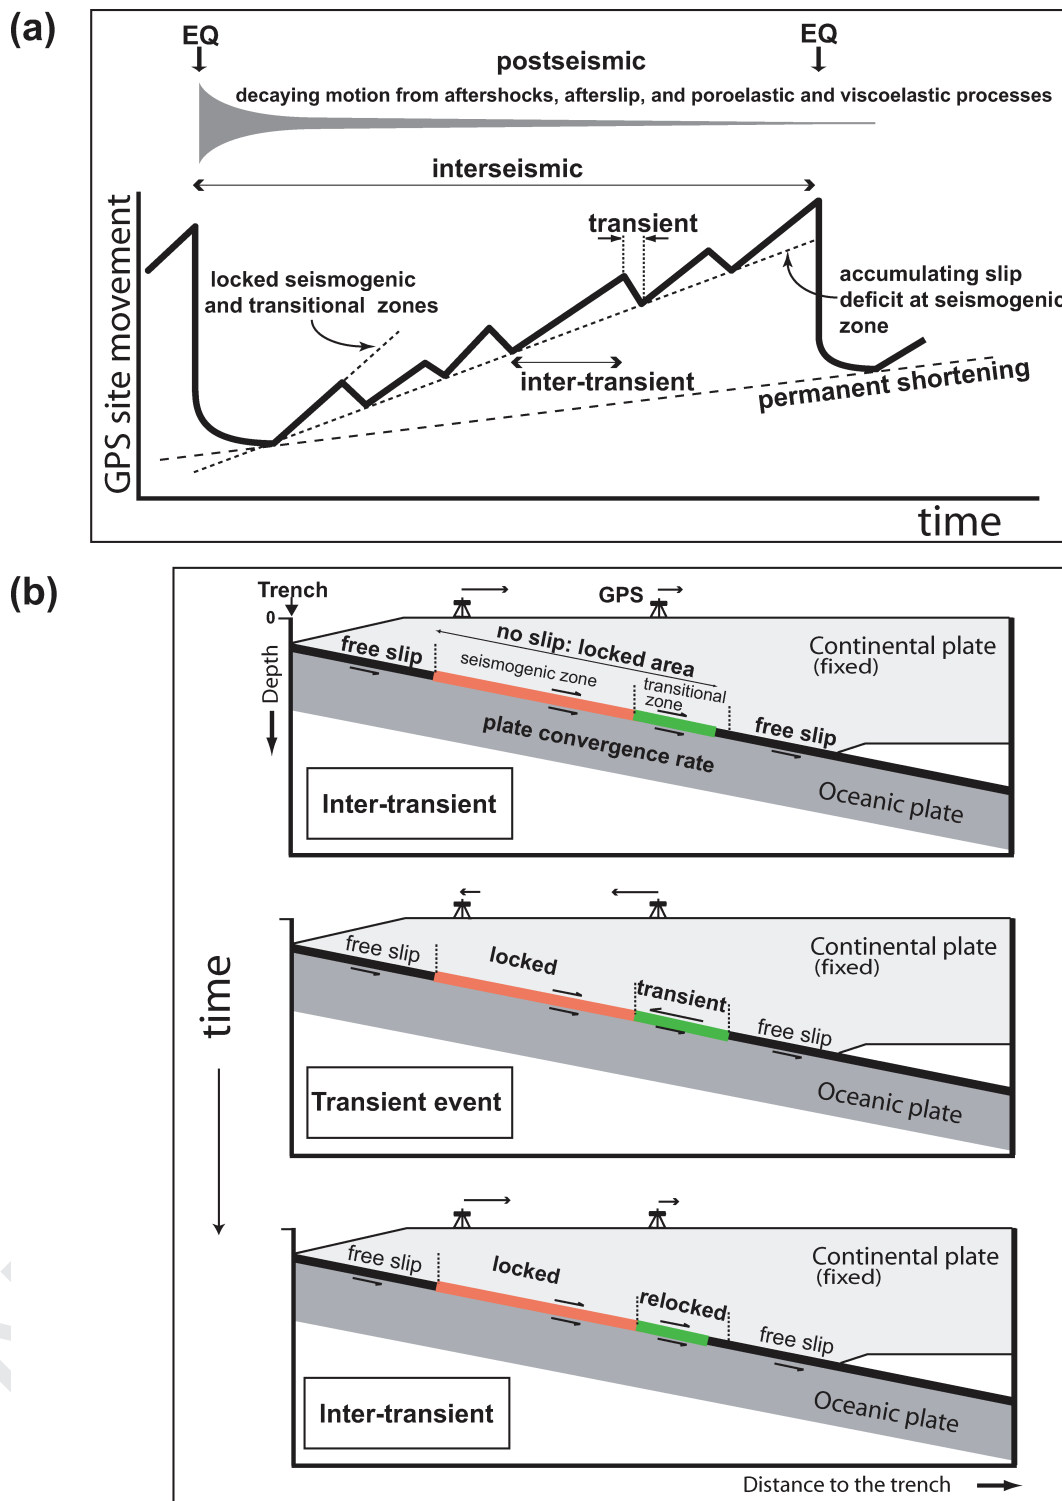 (a)
EQ
EQ
postseismic
decaying motion from aftershocks, afterslip, and poroelastic and viscoelastic processes
interseismic
transient
locked seismogenic
and transitional zones
accumulating slip
deficit at seismogenic
zone
inter-transient
permanent shortening
GPS site movement
time
(b)
Trench
GPS
0
Depth
free slip
no slip: locked area
seismogenic zone
transitional
zone
free slip
plate convergence rate
Continental plate
(fixed)
Oceanic plate
Inter-transient
time
free slip
locked
transient
free slip
Continental plate
(fixed)
Oceanic plate
Transient event
free slip
locked
relocked
free slip
Continental plate
(fixed)
Oceanic plate
Inter-transient
Distance to the trench